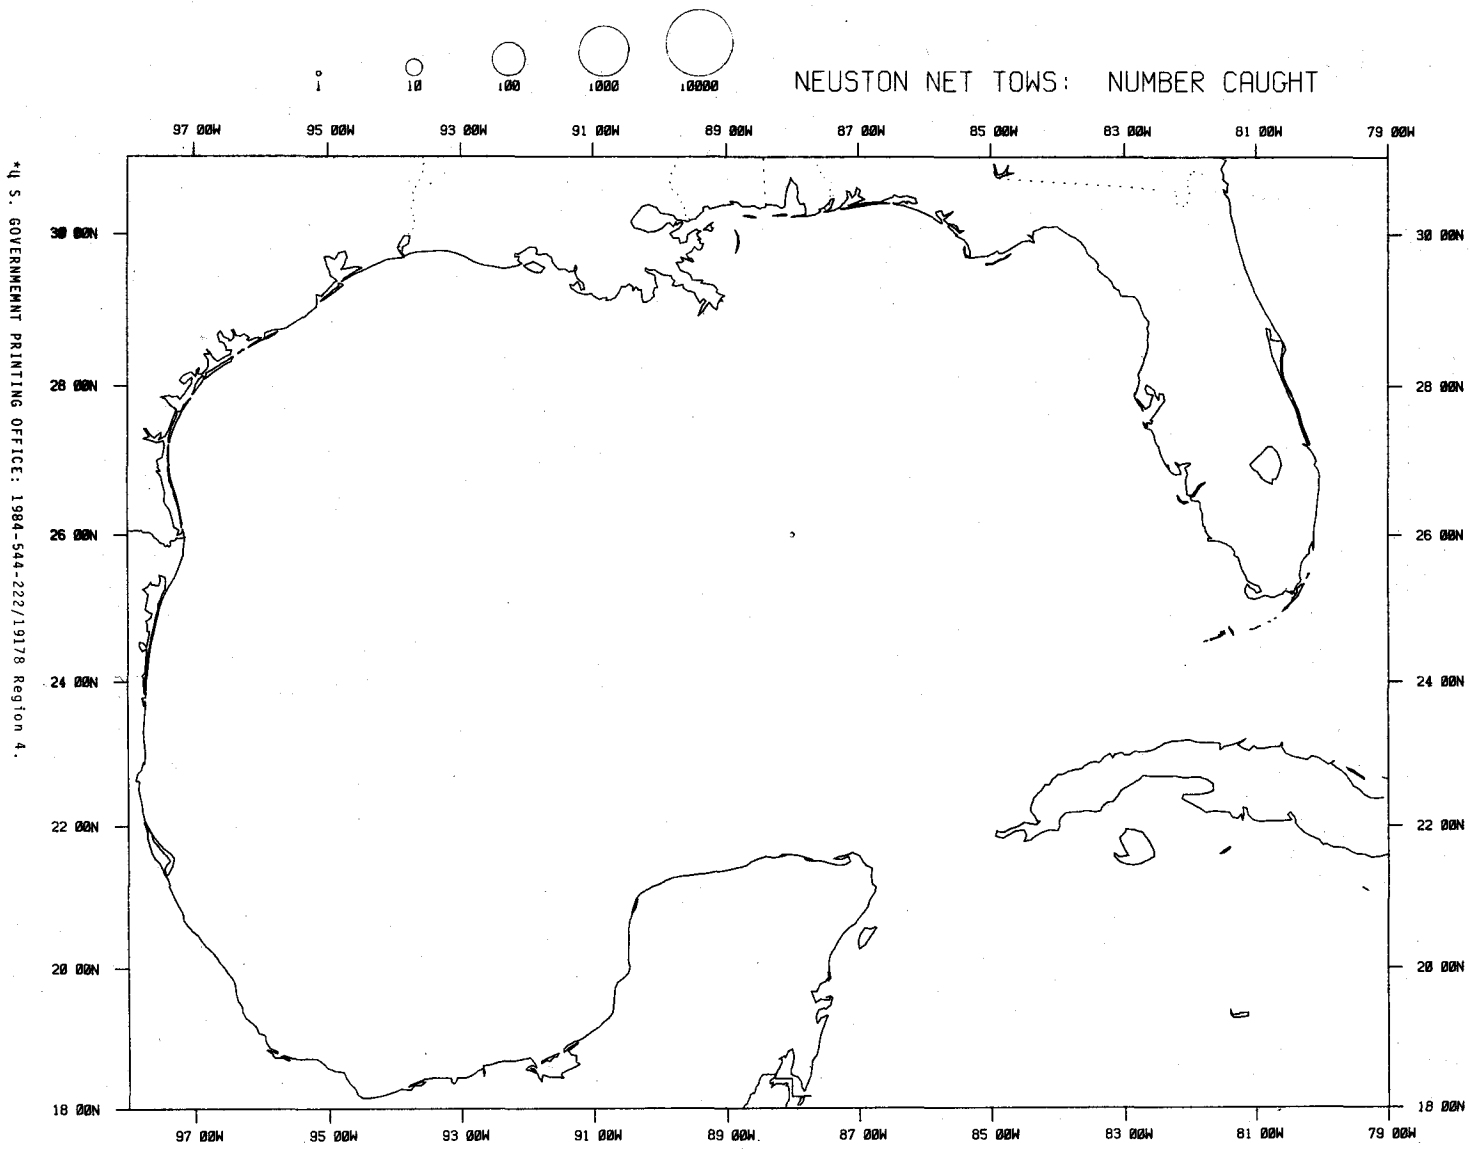 1 10 100 1000 10000
NEUSTON NET TOWS: NUMBER CAUGHT
97 00W 95 00W 93 00W 91 00W 89 00W 87 00W 85 00W 83 00W 81 00W 79 00W
30 00N 30 00N
28 00N 28 00N
26 00N 26 00N
24 00N 24 00N
22 00N 22 00N
20 00N 20 00N
18 00N 18 00N
97 00W 95 00W 93 00W 91 00W 89 00W 87 00W 85 00W 83 00W 81 00W 79 00W
*U S. GOVERNMEMNT PRINTING OFFICE: 1984-544-222/19178 Region 4.